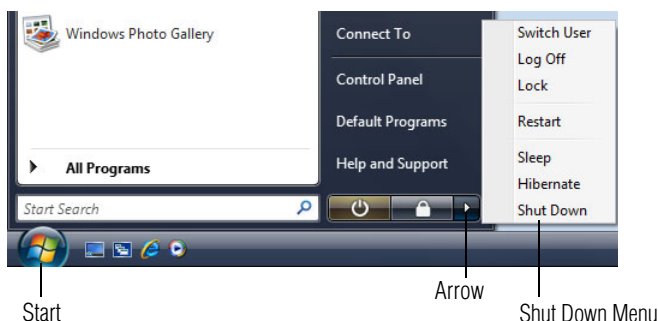 Windows Photo Gallery
All Programs
Start Search
Connect To
Control Panel
Default Programs
Help and Support
Switch User
Log Off
Lock
Restart
Sleep
Hibernate
Shut Down
Start
Arrow
Shut Down Menu